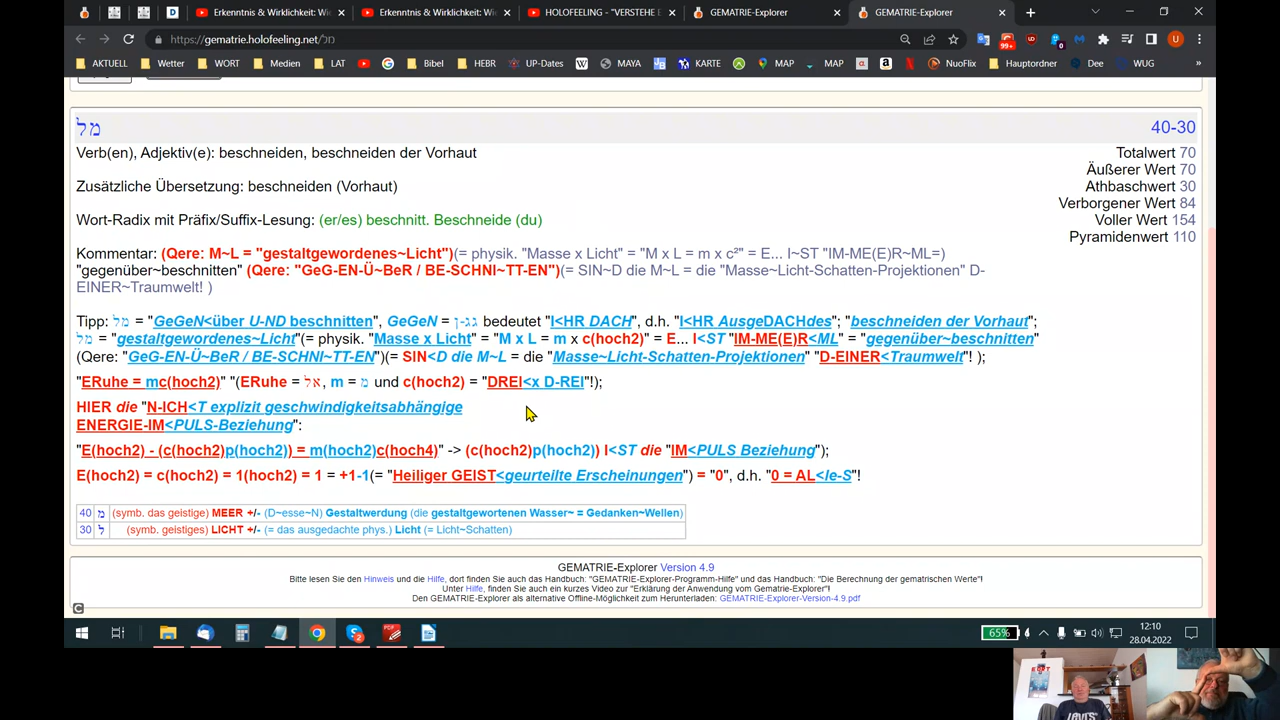 Erkenntnis & Wirklichkeit: Wi
Erkenntnis & Wirklichkeit: Wi
HOLOFEELING - "VERSTEHE E
GEMATRIE-Explorer
GEMATRIE-Explorer
https://gematrie.holofeeling.net/מל
99+
0
U
AKTUELL
Wetter
WORT
Medien
LAT
Bibel
HEBR
UP-Dates
MAYA
KARTE
MAP
MAP
NuoFlix
Hauptordner
Dee
WUG
»
מל
40-30
Verb(en), Adjektiv(e): beschneiden, beschneiden der Vorhaut
Totalwert 70
Äußerer Wert 70
Zusätzliche Übersetzung: beschneiden (Vorhaut)
Athbaschwert 30
Verborgener Wert 84
Wort-Radix mit Präfix/Suffix-Lesung: (er/es) beschnitt. Beschneide (du)
Voller Wert 154
Pyramidenwert 110
Kommentar: (Qere: M~L = "gestaltgewordenes~Licht")(= physik. "Masse x Licht" = "M x L = m x c²" = E... I~ST "IM-ME(E)R~ML=)
"gegenüber~beschnitten" (Qere: "GeG-EN-Ü~BeR / BE-SCHNI~TT-EN")(= SIN~D die M~L = die "Masse~Licht-Schatten-Projektionen" D-
EINER~Traumwelt! )
Tipp: מל = "GeGeN<über U-ND beschnitten", GeGeN = גג-ן bedeutet "I<HR DACH", d.h. "I<HR AusgeDACHdes"; "beschneiden der Vorhaut";
מל = "gestaltgewordenes~Licht"(= physik. "Masse x Licht" = "M x L = m x c(hoch2)" = E... I<ST "IM-ME(E)R<ML" = "gegenüber~beschnitten"
(Qere: "GeG-EN-Ü~BeR / BE-SCHNI~TT-EN")(= SIN<D die M~L = die "Masse~Licht-Schatten-Projektionen" "D-EINER<Traumwelt"! );
"ERuhe = mc(hoch2)" "(ERuhe = אל, m = מ und c(hoch2) = "DREI<x D-REI"!);
HIER die "N-ICH<T explizit geschwindigkeitsabhängige
ENERGIE-IM<PULS-Beziehung":
"E(hoch2) - (c(hoch2)p(hoch2)) = m(hoch2)c(hoch4)" -> (c(hoch2)p(hoch2)) I<ST die "IM<PULS Beziehung");
E(hoch2) = c(hoch2) = 1(hoch2) = 1 = +1-1(= "Heiliger GEIST<geurteilte Erscheinungen") = "0", d.h. "0 = AL<le-S"!
40 מ (symb. das geistige) MEER +/- (D~esse~N) Gestaltwerdung (die gestaltgewortenen Wasser~ = Gedanken~Wellen)
30 ל (symb. geistiges) LICHT +/- (= das ausgedachte phys.) Licht (= Licht~Schatten)
GEMATRIE-Explorer Version 4.9
Bitte lesen Sie den Hinweis und die Hilfe, dort finden Sie auch das Handbuch: "GEMATRIE-Explorer-Programm-Hilfe" und das Handbuch: "Die Berechnung der gematrischen Werte"!
Unter Hilfe, finden Sie auch ein kurzes Video zur "Erklärung der Anwendung vom Gematrie-Explorer"!
Den GEMATRIE-Explorer als alternative Offline-Möglichkeit zum Herunterladen: GEMATRIE-Explorer-Version-4.9.pdf
65%
12:10
28.04.2022